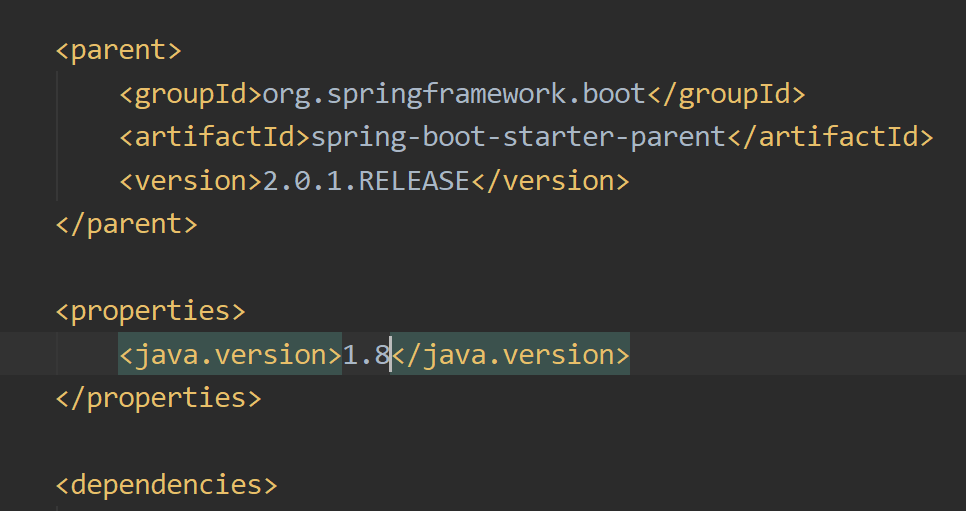 <parent>
<groupId>org.springframework.boot</groupId>
<artifactId>spring-boot-starter-parent</artifactId>
<version>2.0.1.RELEASE</version>
</parent>
<properties>
<java.version>1.8</java.version>
</properties>
<dependencies>